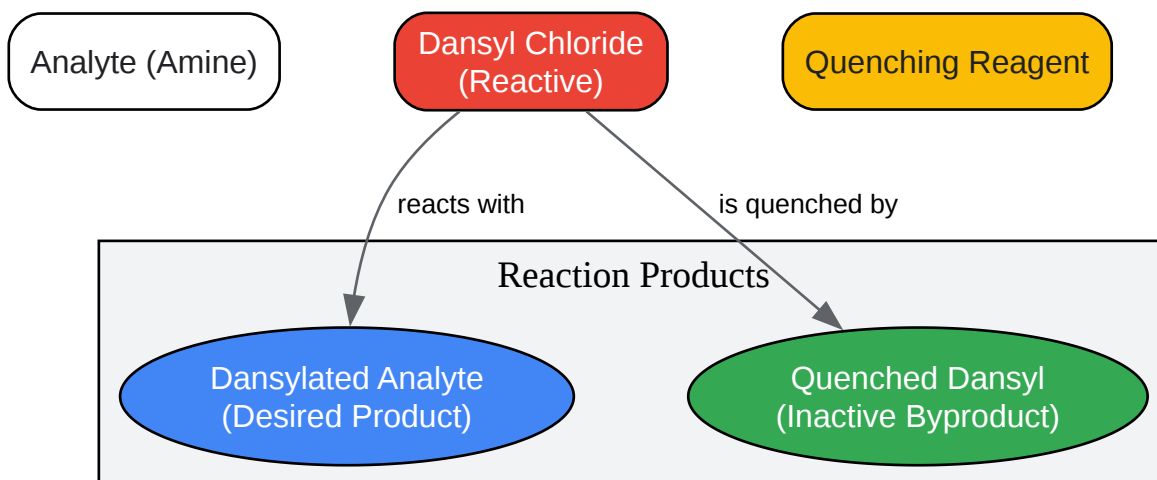 Analyte (Amine)
Dansyl Chloride
(Reactive)
Quenching Reagent
reacts with
is quenched by
Reaction Products
Dansylated Analyte
(Desired Product)
Quenched Dansyl
(Inactive Byproduct)